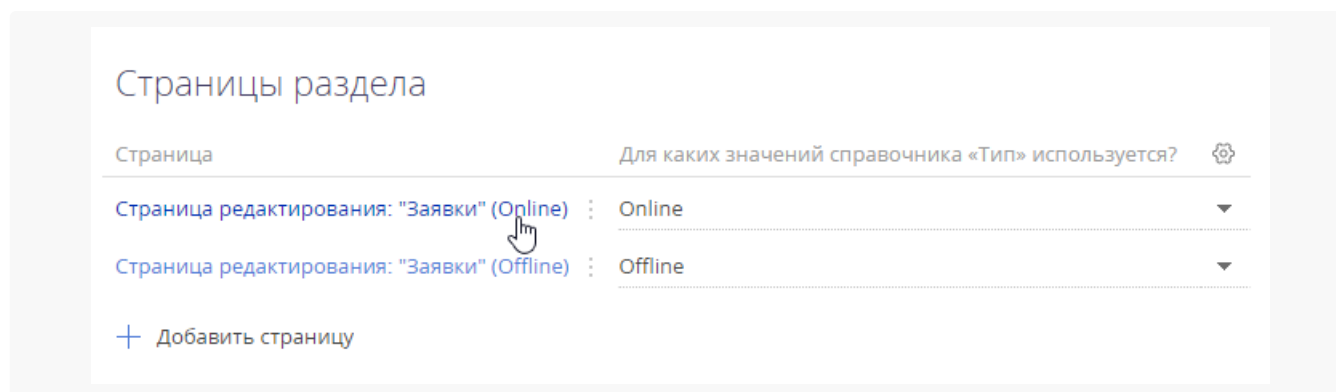 Страницы раздела
Страница Для каких значений справочника «Тип» используется?
Страница редактирования: "Заявки" (Online) Online
Страница редактирования: "Заявки" (Offline) Offline
Добавить страницу